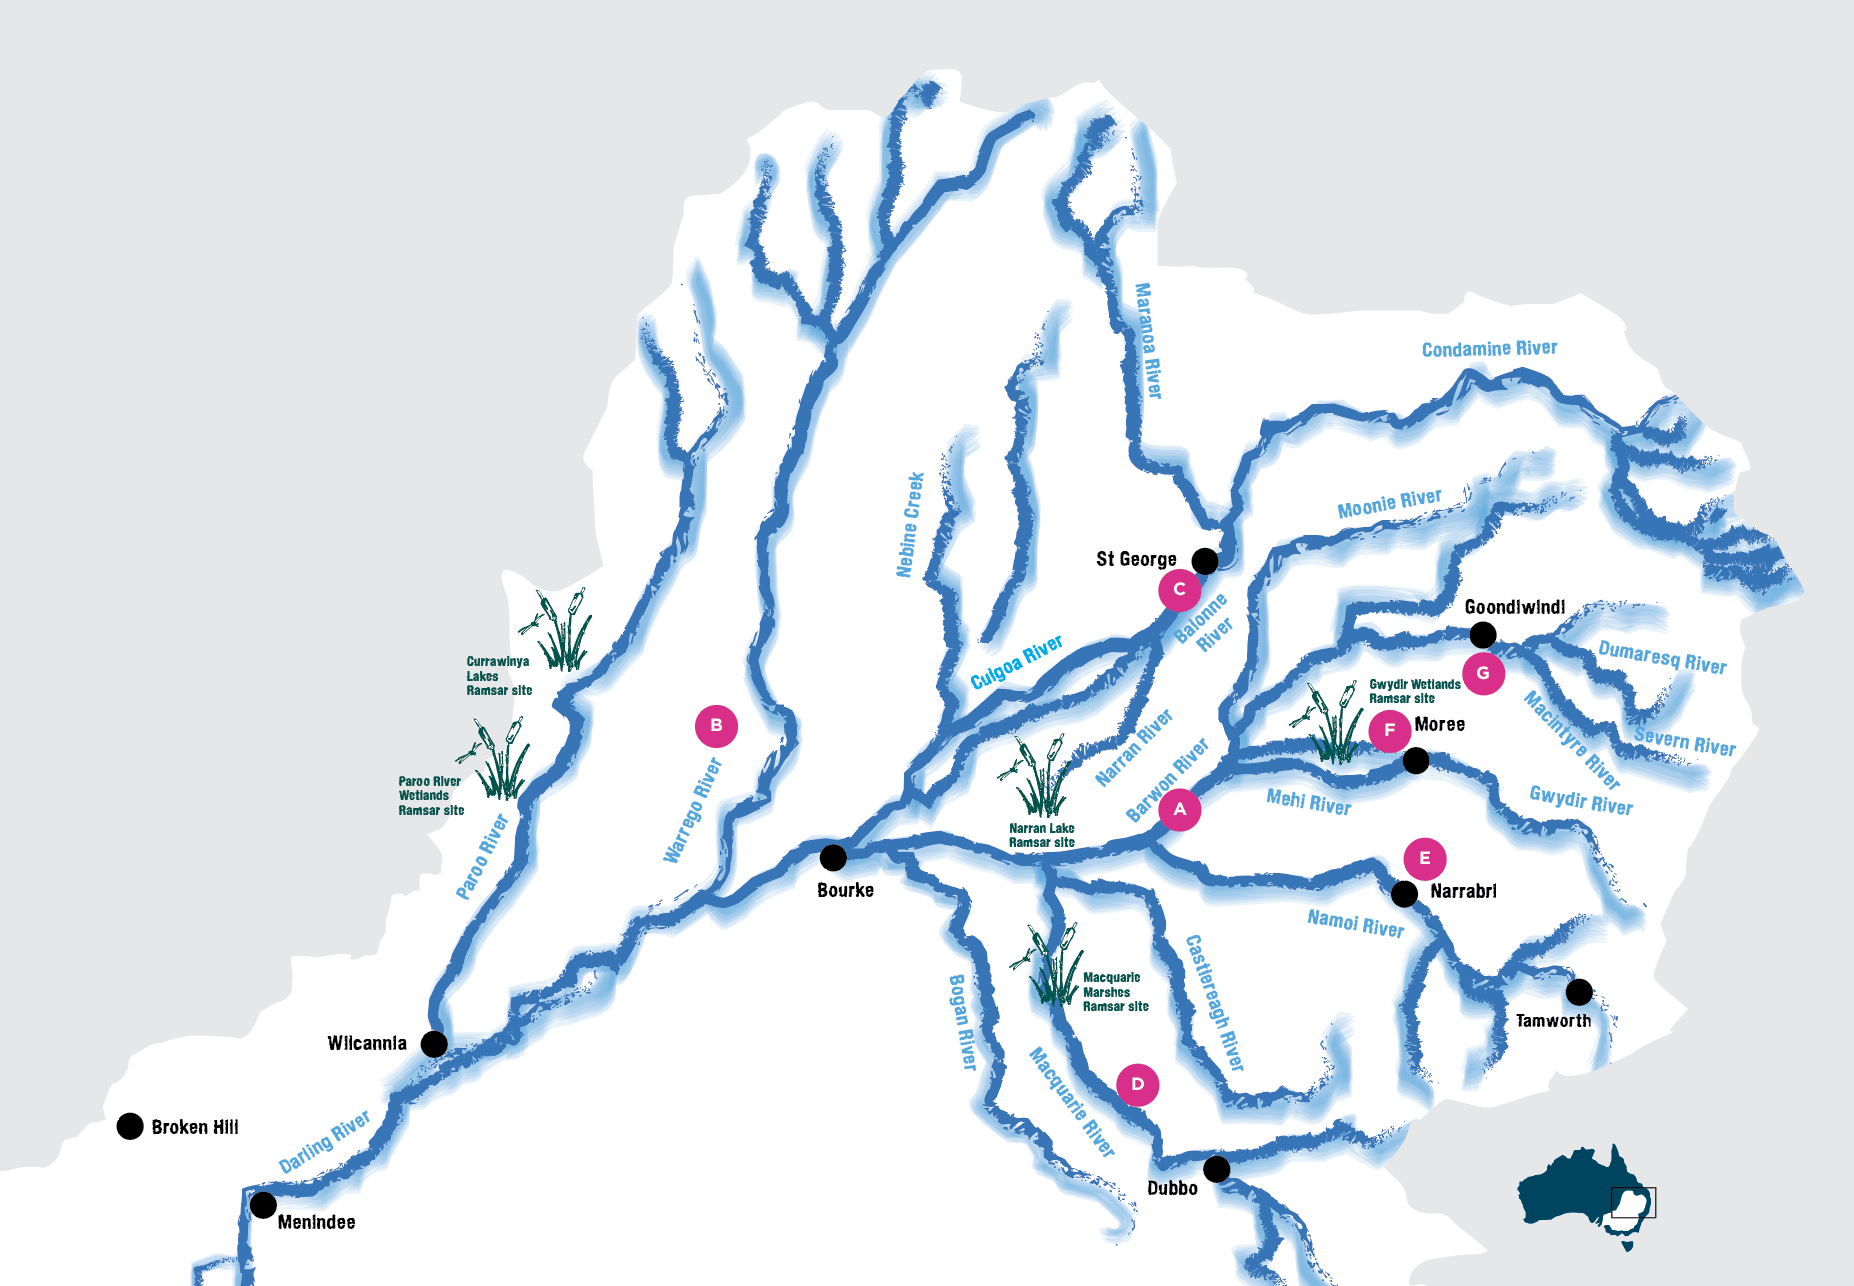 Maranoa River
Condamine River
Nebine Creek
Moonie River
St George
C
Balonne
River
Goondiwindi
Dumaresq River
G
Culgoa River
Currawinya
Lakes
Ramsar site
Gwydir Wetlands
Ramsar site
Macintyre River
Severn River
B
F
Moree
Narran River
Barwon River
Paroo River
Wetlands
Ramsar site
Warrego River
A
Mehi River
Gwydir River
Narran Lake
Ramsar site
Paroo River
Bourke
E
Narrabri
Namoi River
Macquarie
Marshes
Ramsar site
Castlereagh River
Bogan River
Tamworth
Wilcannia
Macquarie River
D
Broken Hill
Darling River
Dubbo
Menindee